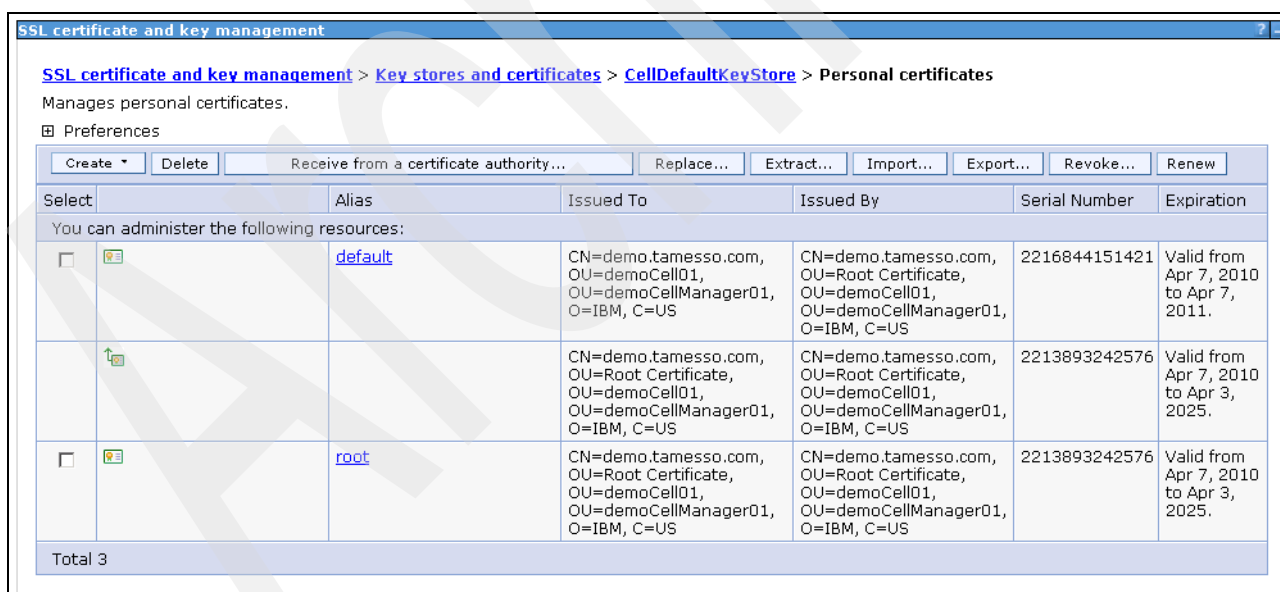 SSL certificate and key management ? –
SSL certificate and key management > Key stores and certificates > CellDefaultKeyStore > Personal certificates
Manages personal certificates.
Preferences
Create Delete Receive from a certificate authority... Replace... Extract... Import... Export... Revoke... Renew
Select Alias Issued To Issued By Serial Number Expiration
You can administer the following resources:
default CN=demo.tamesso.com, CN=demo.tamesso.com, 2216844151421 Valid from
OU=demoCell01, OU=Root Certificate, Apr 7, 2010
OU=demoCellManager01, OU=demoCell01, to Apr 7,
O=IBM, C=US OU=demoCellManager01, 2011.
O=IBM, C=US
CN=demo.tamesso.com, CN=demo.tamesso.com, 2213893242576 Valid from
OU=Root Certificate, OU=Root Certificate, Apr 7, 2010
OU=demoCell01, OU=demoCell01, to Apr 3,
OU=demoCellManager01, OU=demoCellManager01, 2025.
O=IBM, C=US O=IBM, C=US
root CN=demo.tamesso.com, CN=demo.tamesso.com, 2213893242576 Valid from
OU=Root Certificate, OU=Root Certificate, Apr 7, 2010
OU=demoCell01, OU=demoCell01, to Apr 3,
OU=demoCellManager01, OU=demoCellManager01, 2025.
O=IBM, C=US O=IBM, C=US
Total 3